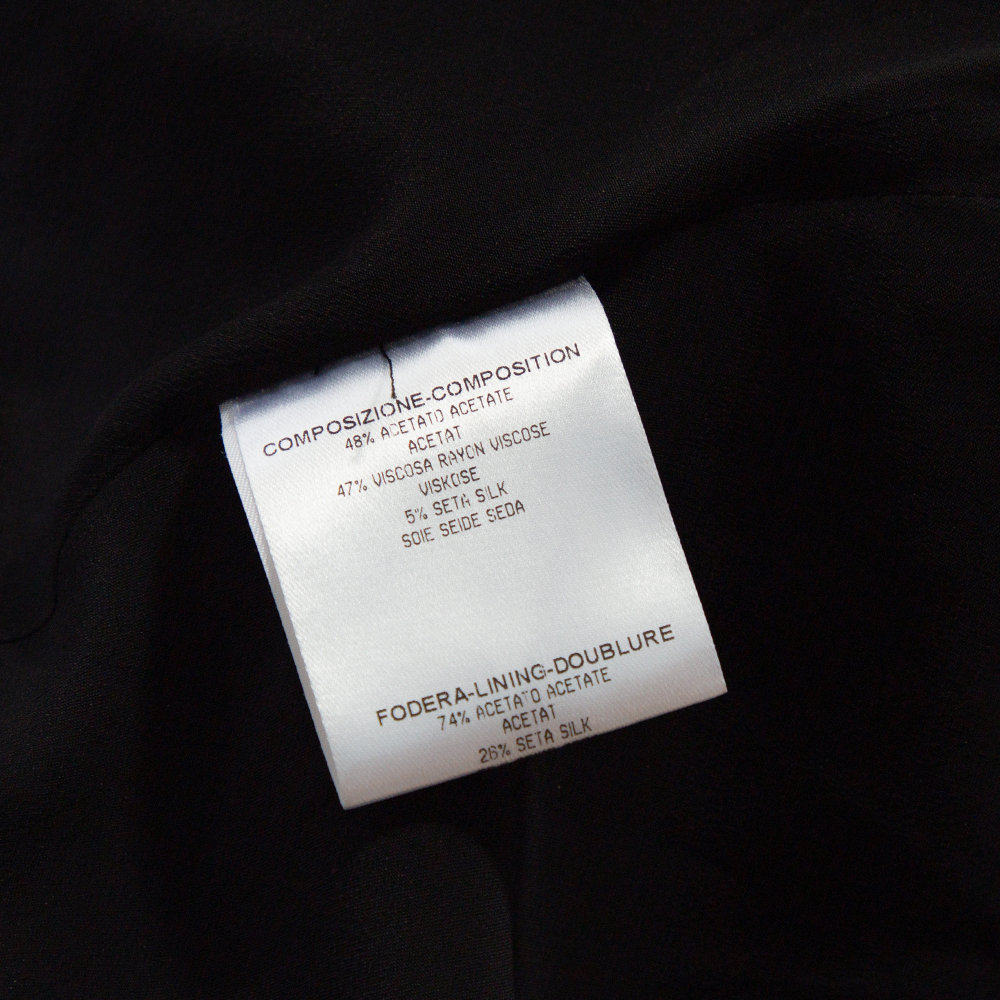 COMPOSIZIONE-COMPOSITION
48% ACETATO ACETATE
ACETAT
47% VISCOSA RAYON VISCOSE
VISKOSE
5% SETA SILK
SOIE SEIDE SEDA
FODERA-LINING-DOUBLURE
74% ACETATO ACETATE
ACETAT
26% SETA SILK